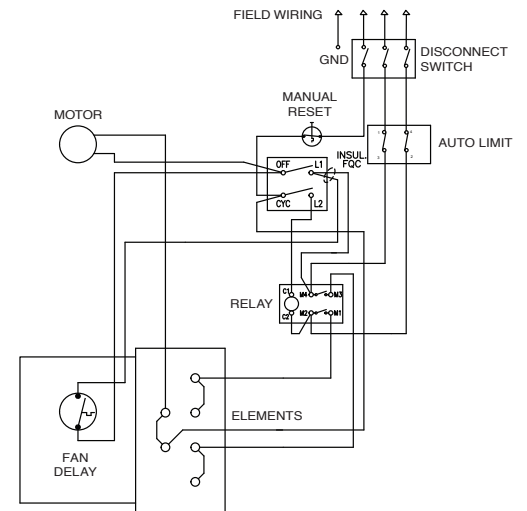 FIELD WIRING
GND
DISCONNECT
SWITCH
MANUAL
RESET
MOTOR
AUTO LIMIT
INSUL.
FQC
OFF
L1
CYC
L2
RELAY
C1
M4
M3
C2
M2
M1
ELEMENTS
FAN
DELAY